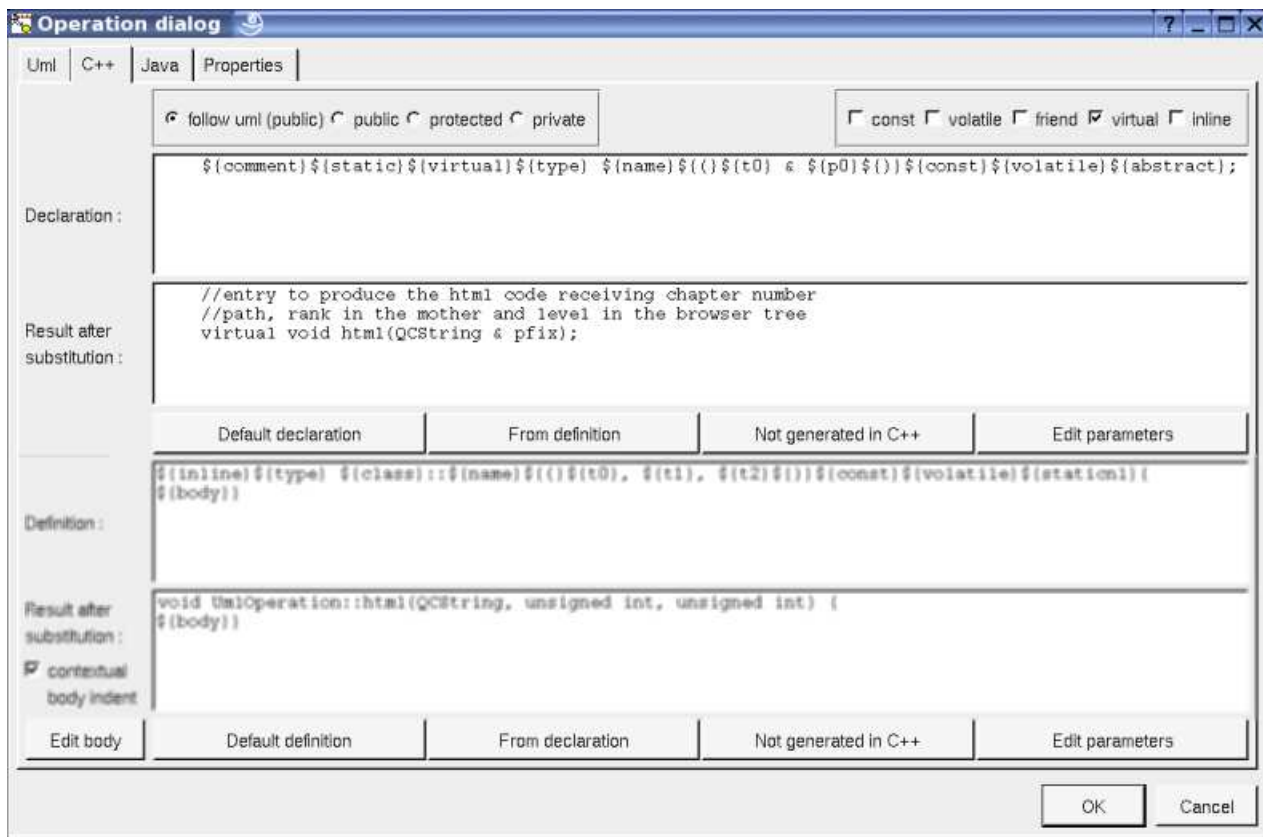 Operation dialog
Uml C++ Java Properties
follow uml (public) public protected private const volatile friend virtual inline
Declaration :
${comment}${static}${virtual}${type} ${name}${(}${t0} & ${p0}${)}${const}${volatile}${abstract};
Result after
substitution :
//entry to produce the html code receiving chapter number
//path, rank in the mother and level in the browser tree
virtual void html(QCString & pfix);
Default declaration From definition Not generated in C++ Edit parameters
Definition :
${inline}${type} ${class}::${name}${(}${t0}, ${t1}, ${t2}${)}${const}${volatile}${staticnl}{
${body}}
Result after
substitution :
void UmlOperation::html(QCString, unsigned int, unsigned int) {
${body}}
contextual
body indent
Edit body Default definition From declaration Not generated in C++ Edit parameters
OK Cancel